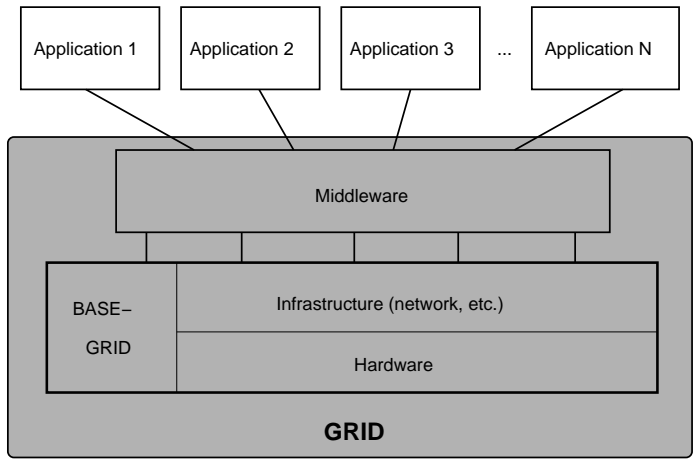 Application 1
Application 2
Application 3
...
Application N
Middleware
BASE–
GRID
Infrastructure (network, etc.)
Hardware
GRID